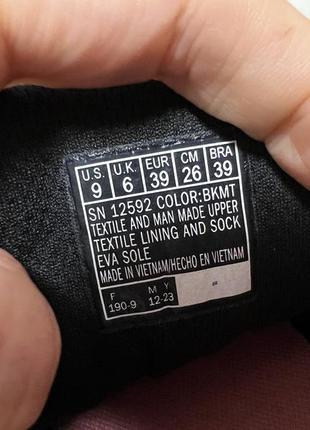 U.S. U.K. EUR CM BRA
9 6 39 26 39
SN 12592 COLOR:BKMT
TEXTILE AND MAN MADE UPPER
TEXTILE LINING AND SOCK
EVA SOLE
MADE IN VIETNAM/HECHO EN VIETNAM
F M Y
190-9 12-23